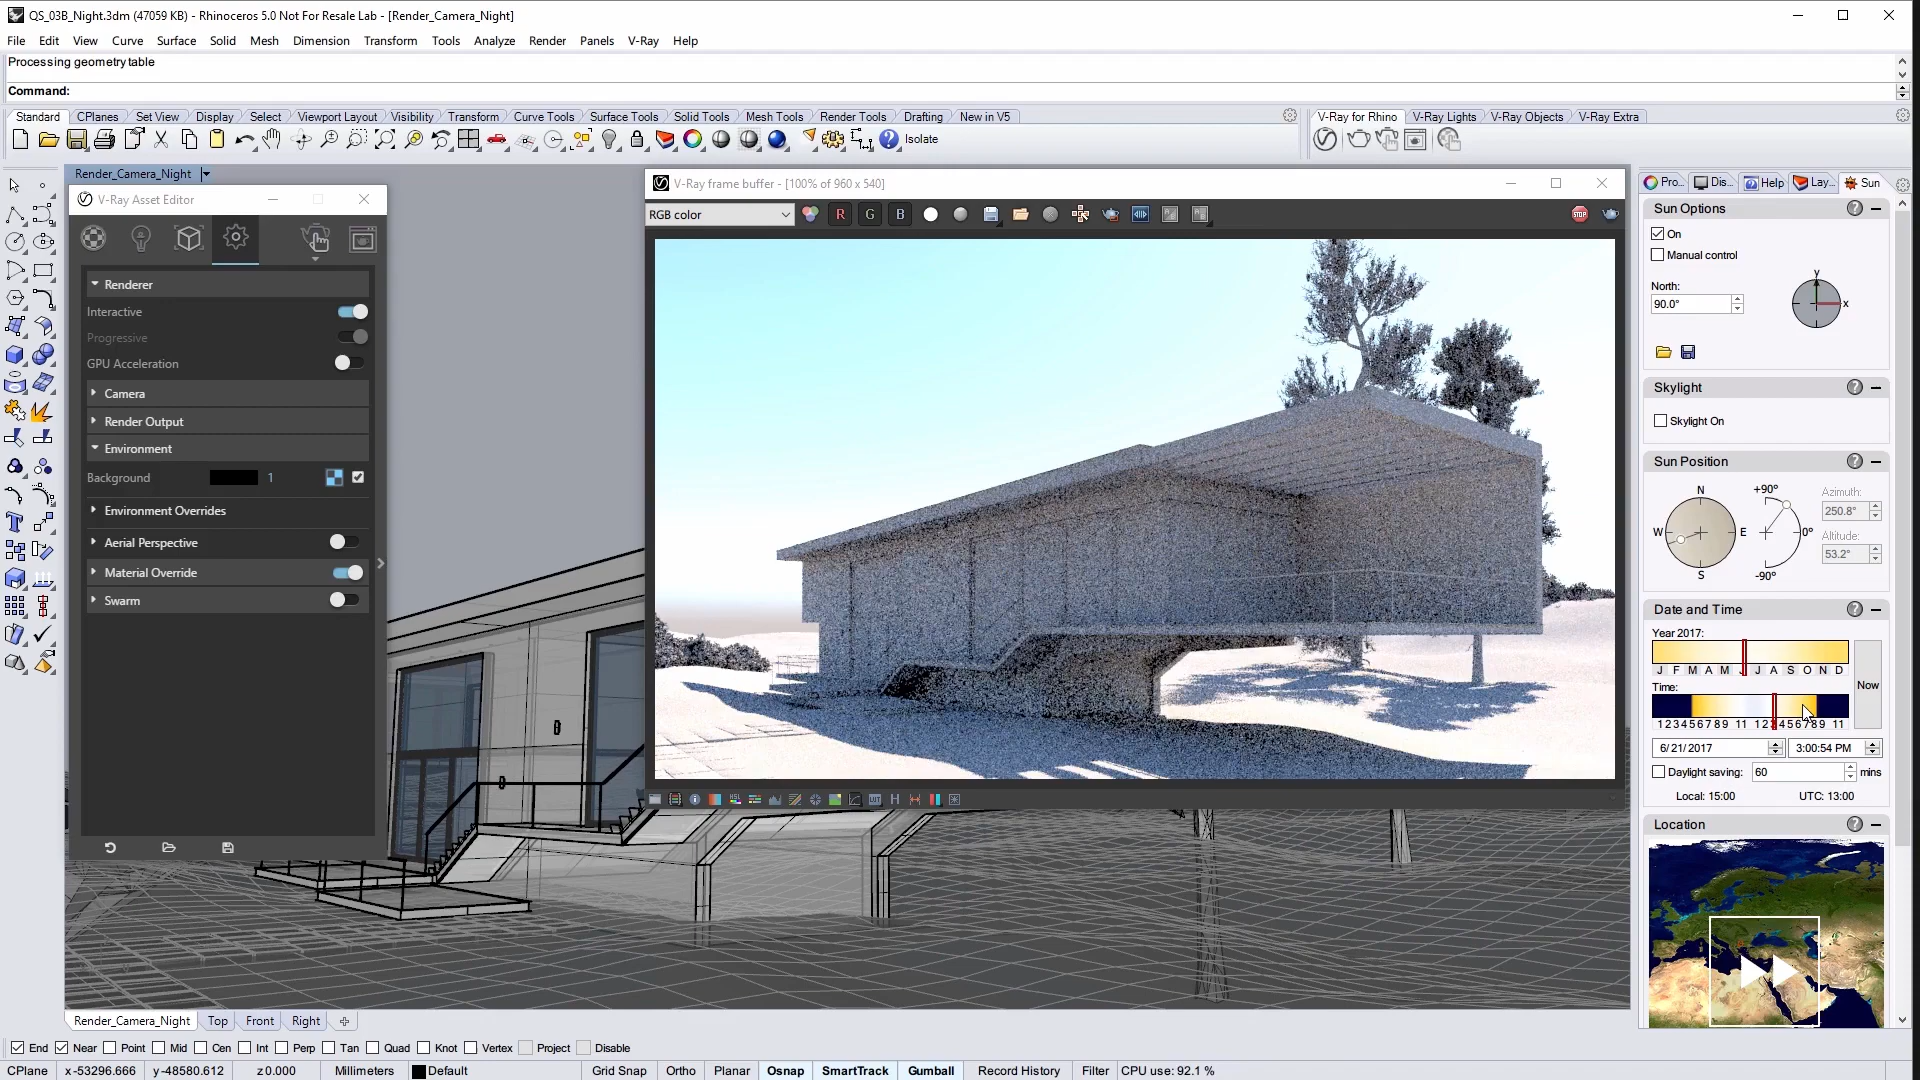 QS_03B_Night.3dm (47059 KB) - Rhinoceros 5.0 Not For Resale Lab - [Render_Camera_Night]
File Edit View Curve Surface Solid Mesh Dimension Transform Tools Analyze Render Panels V-Ray Help
Processing geometry table
Command:
Standard CPlanes Set View Display Select Viewport Layout Visibility Transform Curve Tools Surface Tools Solid Tools Mesh Tools Render Tools Drafting New in V5
V-Ray for Rhino V-Ray Lights V-Ray Objects V-Ray Extra
Isolate
Render_Camera_Night
V-Ray Asset Editor
Renderer
Interactive
Progressive
GPU Acceleration
Camera
Render Output
Environment
Background 1
Environment Overrides
Aerial Perspective
Material Override
Swarm
V-Ray frame buffer - [100% of 960 x 540]
RGB color R G B STOP
Pro... Dis... Help Lay... Sun
Sun Options
On
Manual control
North:
90.0°
y
x
Skylight
Skylight On
Sun Position
N
W E
S
+90º
0º
-90º
Azimuth:
250.8°
Altitude:
53.2°
Date and Time
Year 2017:
J F M A M J J A S O N D
Time:
1 2 3 4 5 6 7 8 9 11 1 2 3 4 5 6 7 8 9 11
Now
6/21/2017 3:00:54 PM
Daylight saving: 60 mins
Local: 15:00 UTC: 13:00
Location
Render_Camera_Night Top Front Right
End Near Point Mid Cen Int Perp Tan Quad Knot Vertex Project Disable
CPlane x-53296.666 y-48580.612 z0.000 Millimeters Default Grid Snap Ortho Planar Osnap SmartTrack Gumball Record History Filter CPU use: 92.1 %